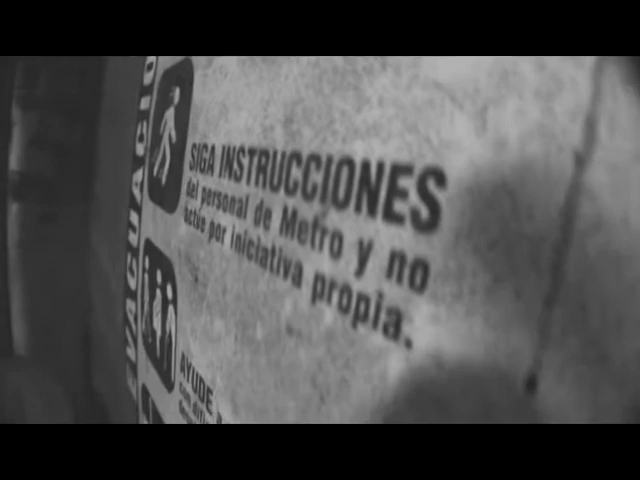 EVACUACIÓ
SIGA INSTRUCCIONES
del personal de Metro y no
actúe por iniciativa propia.
AYUDE